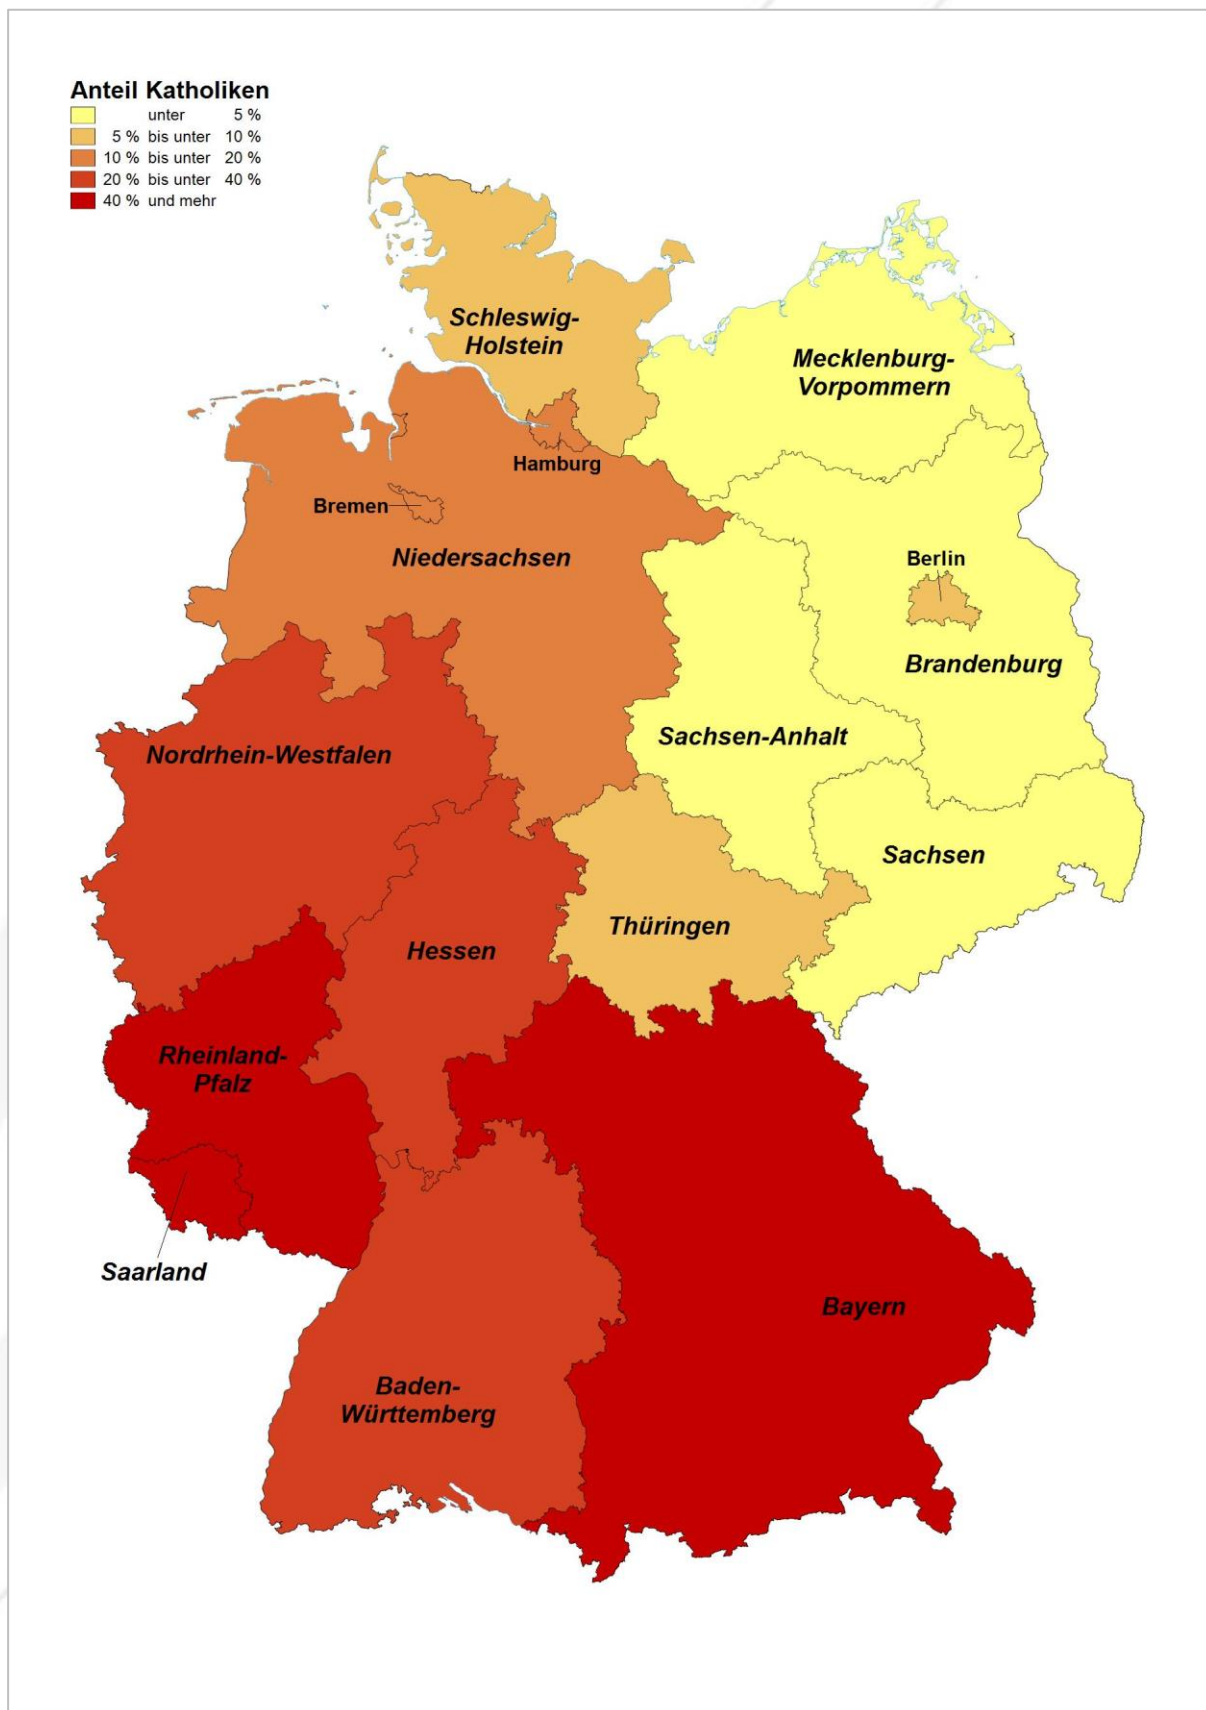 Anteil Katholiken
unter 5 %
5 % bis unter 10 %
10 % bis unter 20 %
20 % bis unter 40 %
40 % und mehr
Schleswig-
Holstein
Mecklenburg-
Vorpommern
Hamburg
Bremen
Niedersachsen
Berlin
Brandenburg
Sachsen-Anhalt
Nordrhein-Westfalen
Sachsen
Thüringen
Hessen
Rheinland-
Pfalz
Saarland
Bayern
Baden-
Württemberg